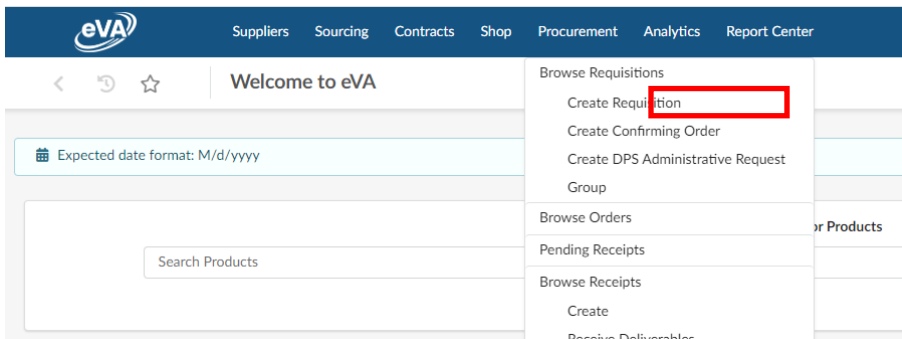 eVA Suppliers Sourcing Contracts Shop Procurement Analytics Report Center
Welcome to eVA
Browse Requisitions
Create Requisition
Create Confirming Order
Expected date format: M/d/yyyy
Create DPS Administrative Request
Group
Browse Orders
or Products
Pending Receipts
Search Products
Browse Receipts
Create
Receive Deliverables